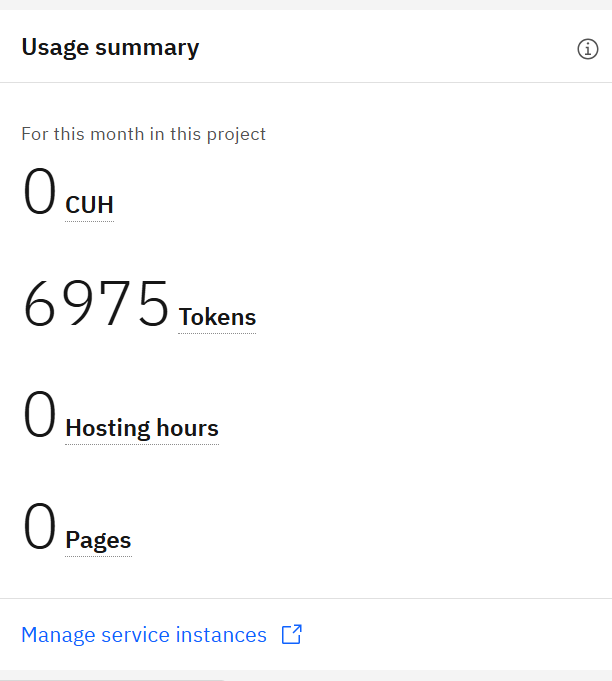 Usage summary
For this month in this project
0 CUH
6975 Tokens
0 Hosting hours
0 Pages
Manage service instances